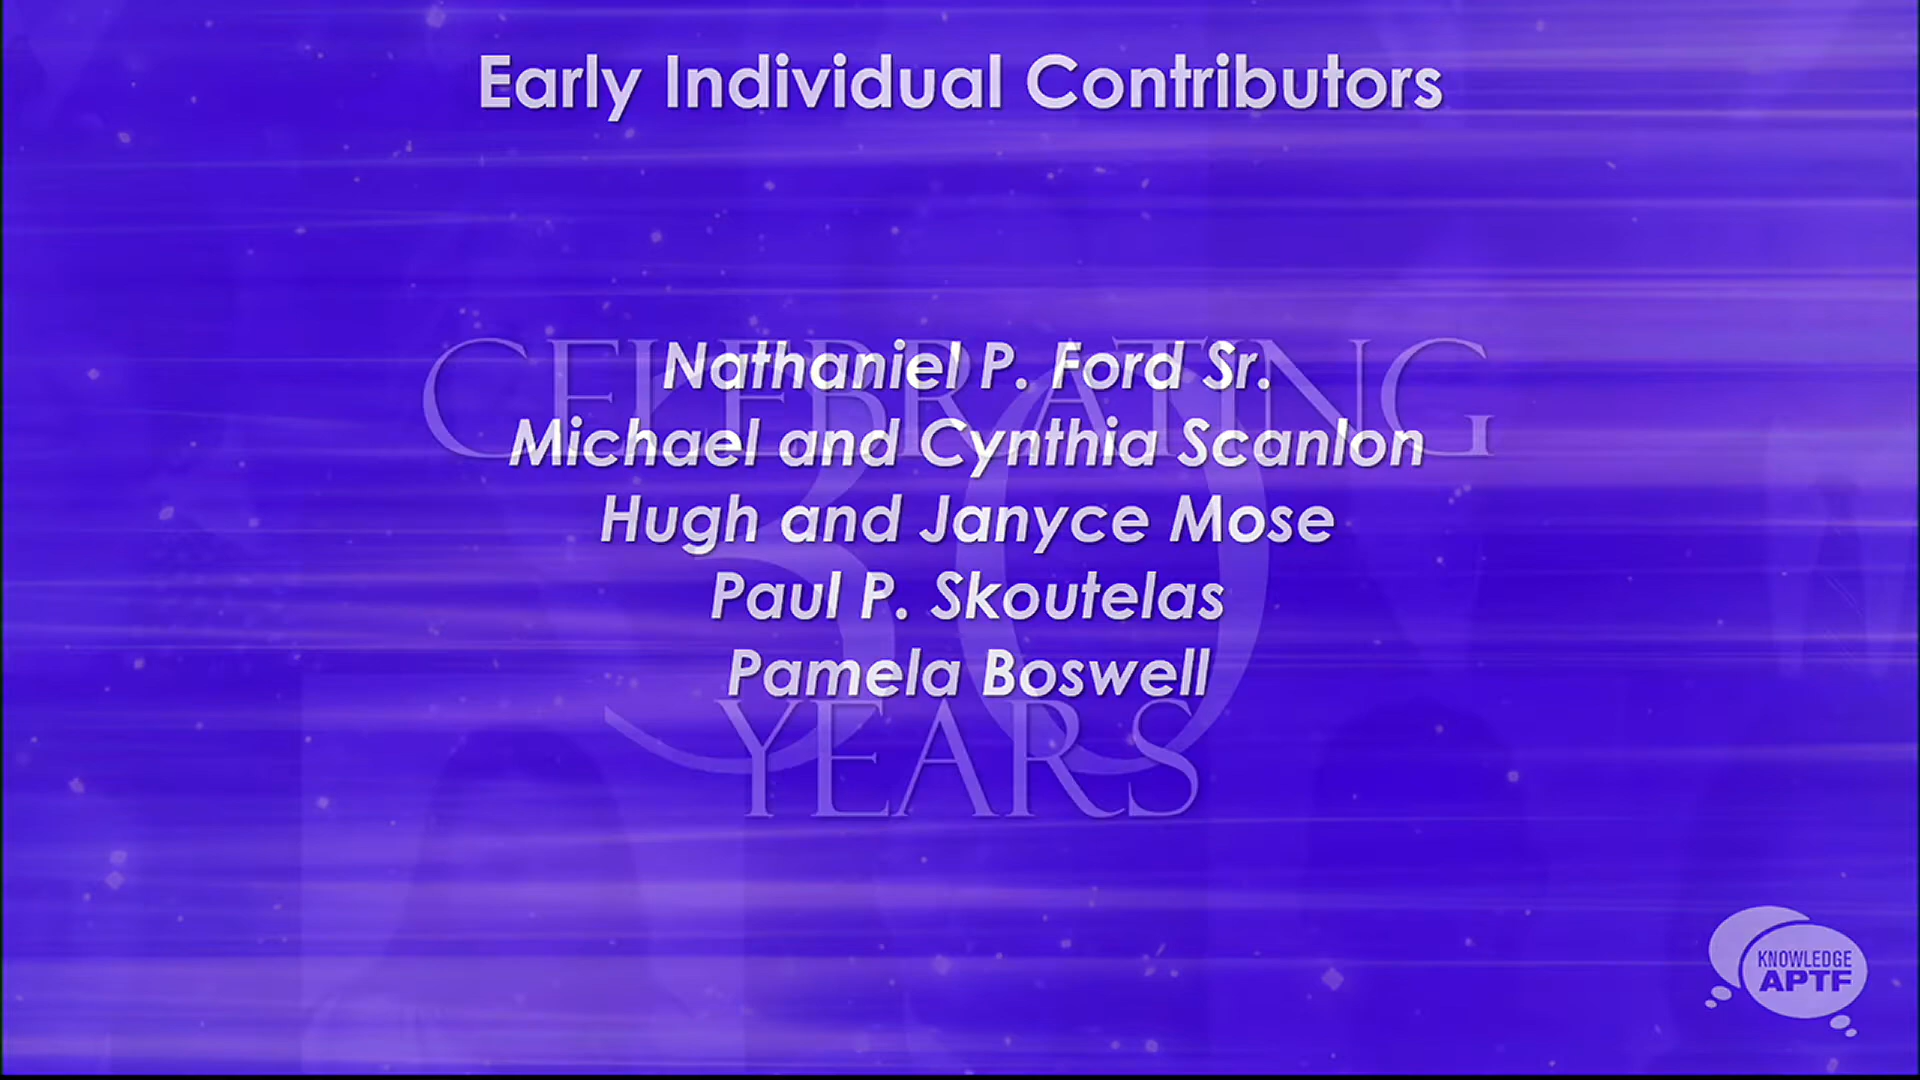 Early Individual Contributors
CELEBRATING
Nathaniel P. Ford Sr.
Michael and Cynthia Scanlon
30
Hugh and Janyce Mose
Paul P. Skoutelas
Pamela Boswell
YEARS
KNOWLEDGE
APTF